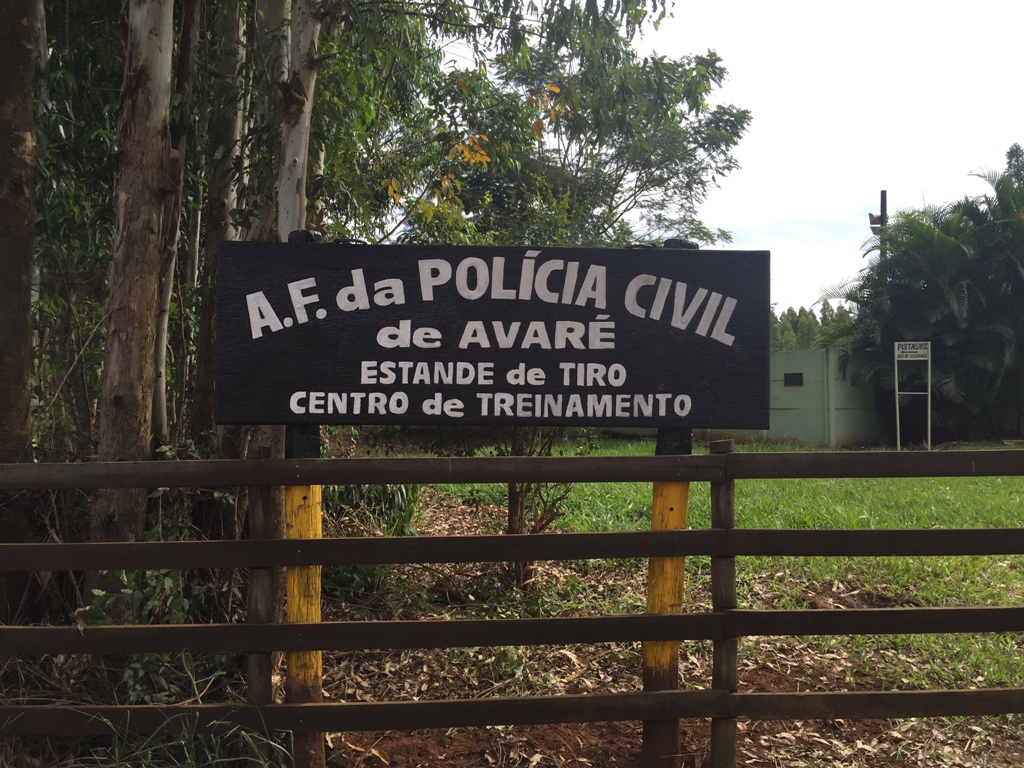 A.F. da POLÍCIA CIVIL
de AVARÉ
ESTANDE de TIRO
CENTRO de TREINAMENTO
PISTAS